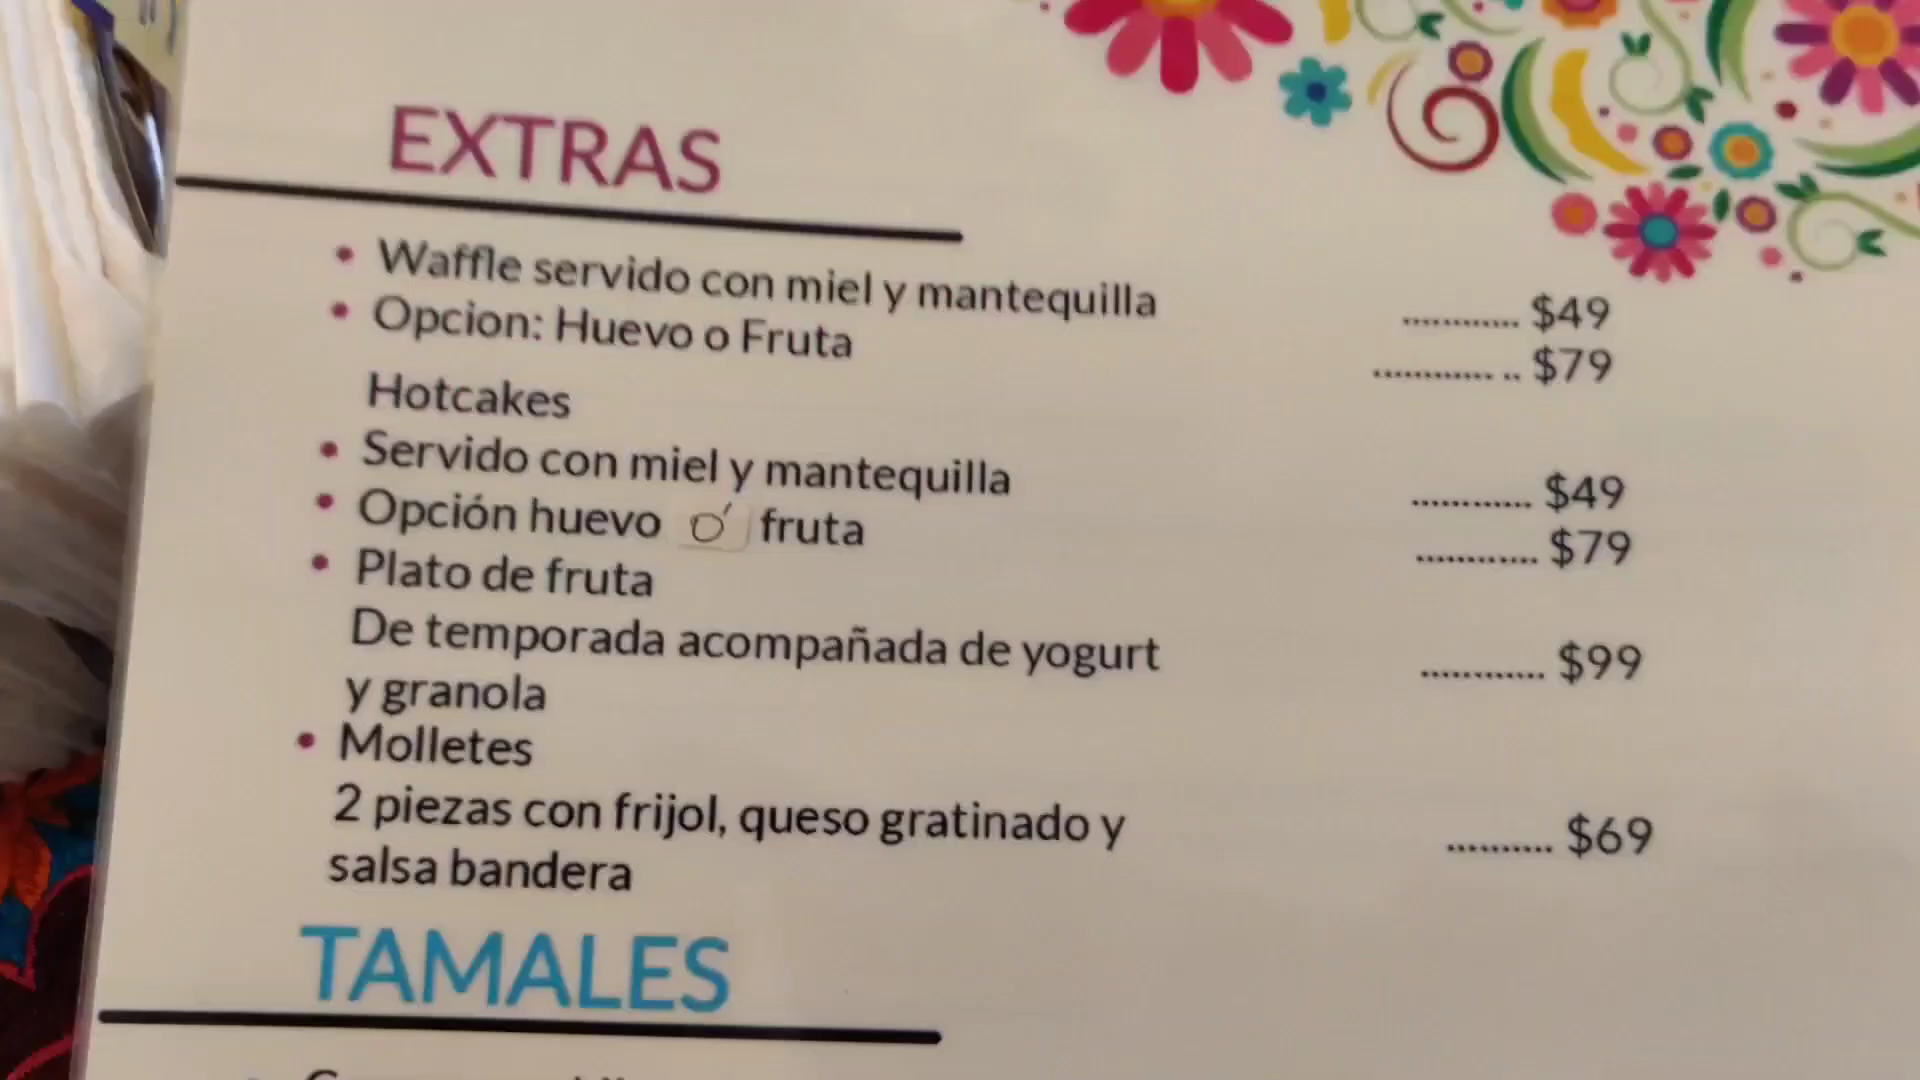 EXTRAS
• Waffle servido con miel y mantequilla ............ $49
• Opcion: Huevo o Fruta ............ .. $79
Hotcakes
• Servido con miel y mantequilla ............ $49
• Opción huevo ó fruta ............ $79
• Plato de fruta
De temporada acompañada de yogurt ............ $99
y granola
• Molletes
2 piezas con frijol, queso gratinado y .......... $69
salsa bandera
TAMALES